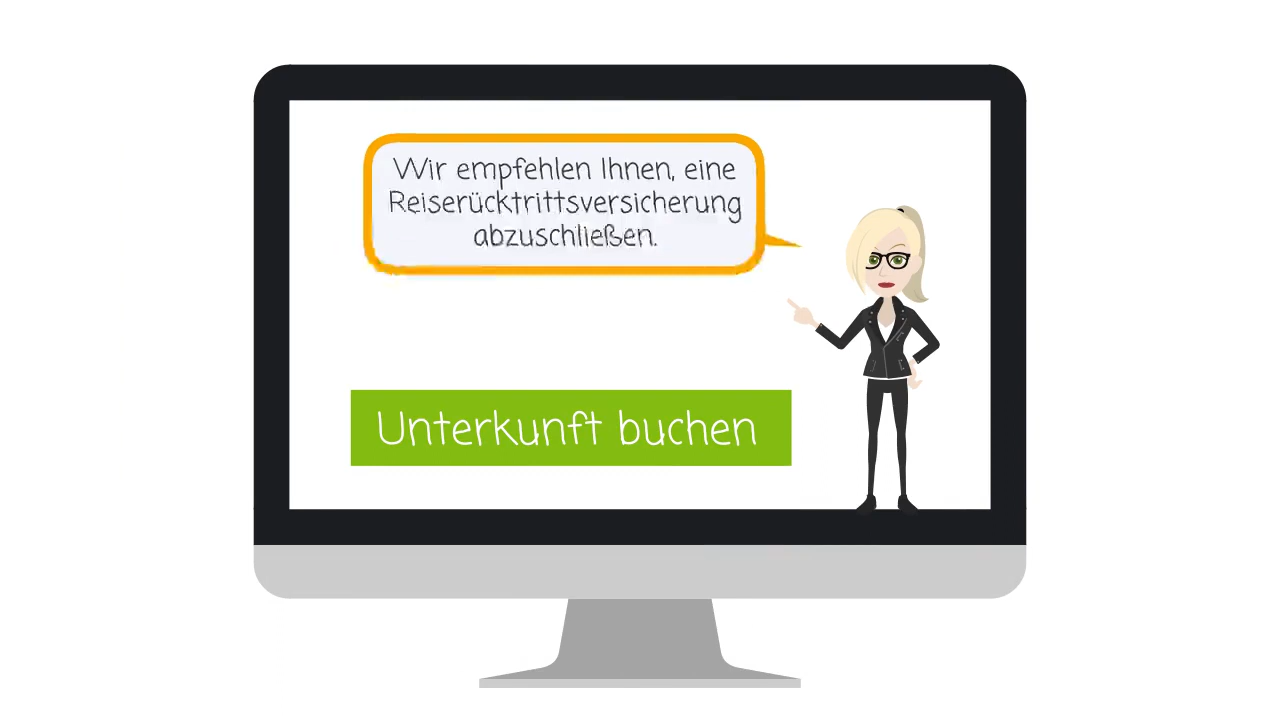 Wir empfehlen Ihnen, eine
Reiserücktrittsversicherung
abzuschließen.
Unterkunft buchen